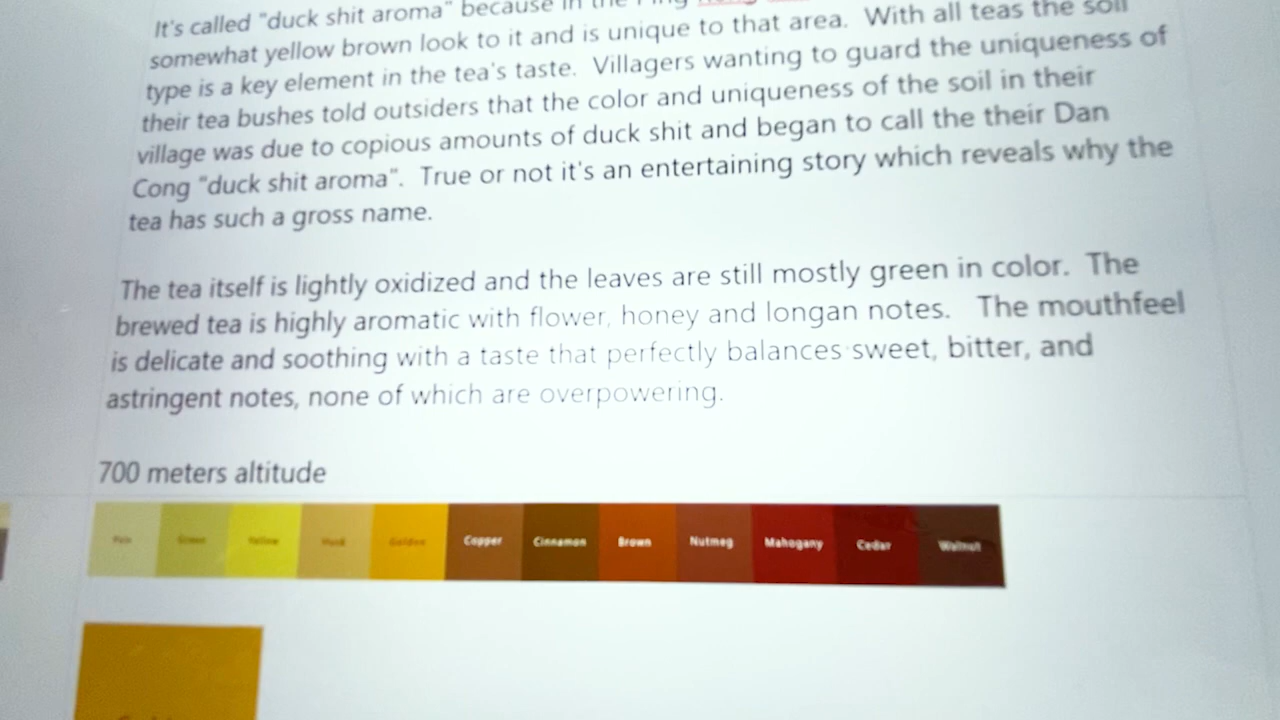 It's called "duck shit aroma" because in the Ping
somewhat yellow brown look to it and is unique to that area. With all teas the soil
type is a key element in the tea's taste. Villagers wanting to guard the uniqueness of
their tea bushes told outsiders that the color and uniqueness of the soil in their
village was due to copious amounts of duck shit and began to call the their Dan
Cong "duck shit aroma". True or not it's an entertaining story which reveals why the
tea has such a gross name.
The tea itself is lightly oxidized and the leaves are still mostly green in color. The
brewed tea is highly aromatic with flower, honey and longan notes. The mouthfeel
is delicate and soothing with a taste that perfectly balances sweet, bitter, and
astringent notes, none of which are overpowering.
700 meters altitude
Green Yellow Golden Copper Cinnamon Brown Nutmeg Mahogany Cedar Walnut